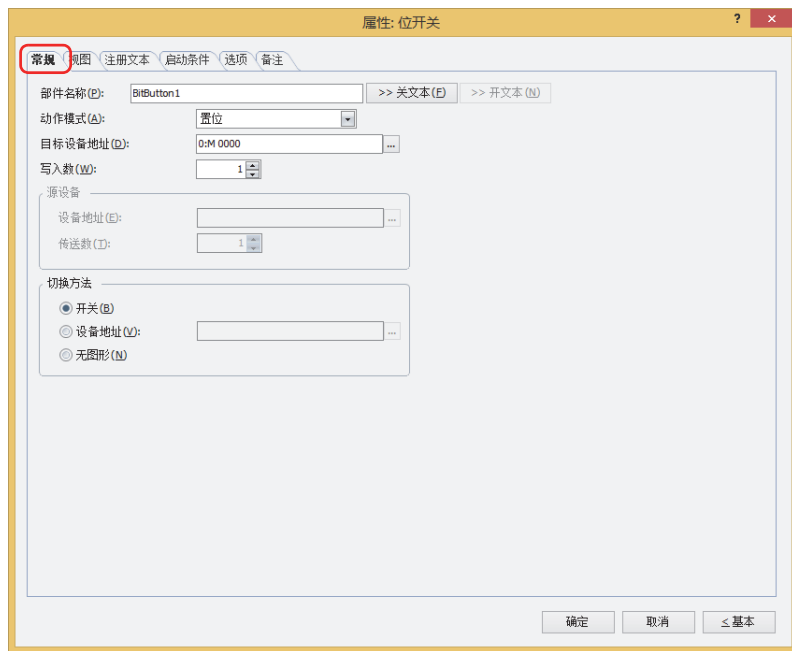 属性: 位开关
?
常规 视图 注册文本 启动条件 选项 备注
部件名称(P): BitButton1 >> 关文本(F) >> 开文本(N)
动作模式(A): 置位
目标设备地址(D): 0:M 0000 ...
写入数(W): 1
源设备
设备地址(E): ...
传送数(T): 1
切换方法
开关(B)
设备地址(V): ...
无图形(N)
确定 取消 < 基本